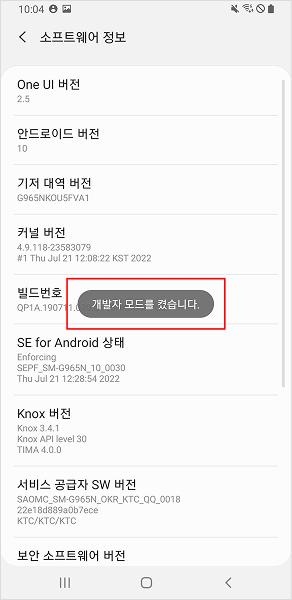 10:04
소프트웨어 정보
One UI 버전
2.5
안드로이드 버전
10
기저 대역 버전
G965NKOU5FVA1
커널 버전
4.9.118-23583079
#1 Thu Jul 21 12:08:22 KST 2022
빌드번호
QP1A.190711.0
개발자 모드를 켰습니다.
SE for Android 상태
Enforcing
SEPF_SM-G965N_10_0030
Thu Jul 21 12:28:54 2022
Knox 버전
Knox 3.4.1
Knox API level 30
TIMA 4.0.0
서비스 공급자 SW 버전
SAOMC_SM-G965N_OKR_KTC_QQ_0018
22e18d889a0b7ece
KTC/KTC/KTC
보안 소프트웨어 버전